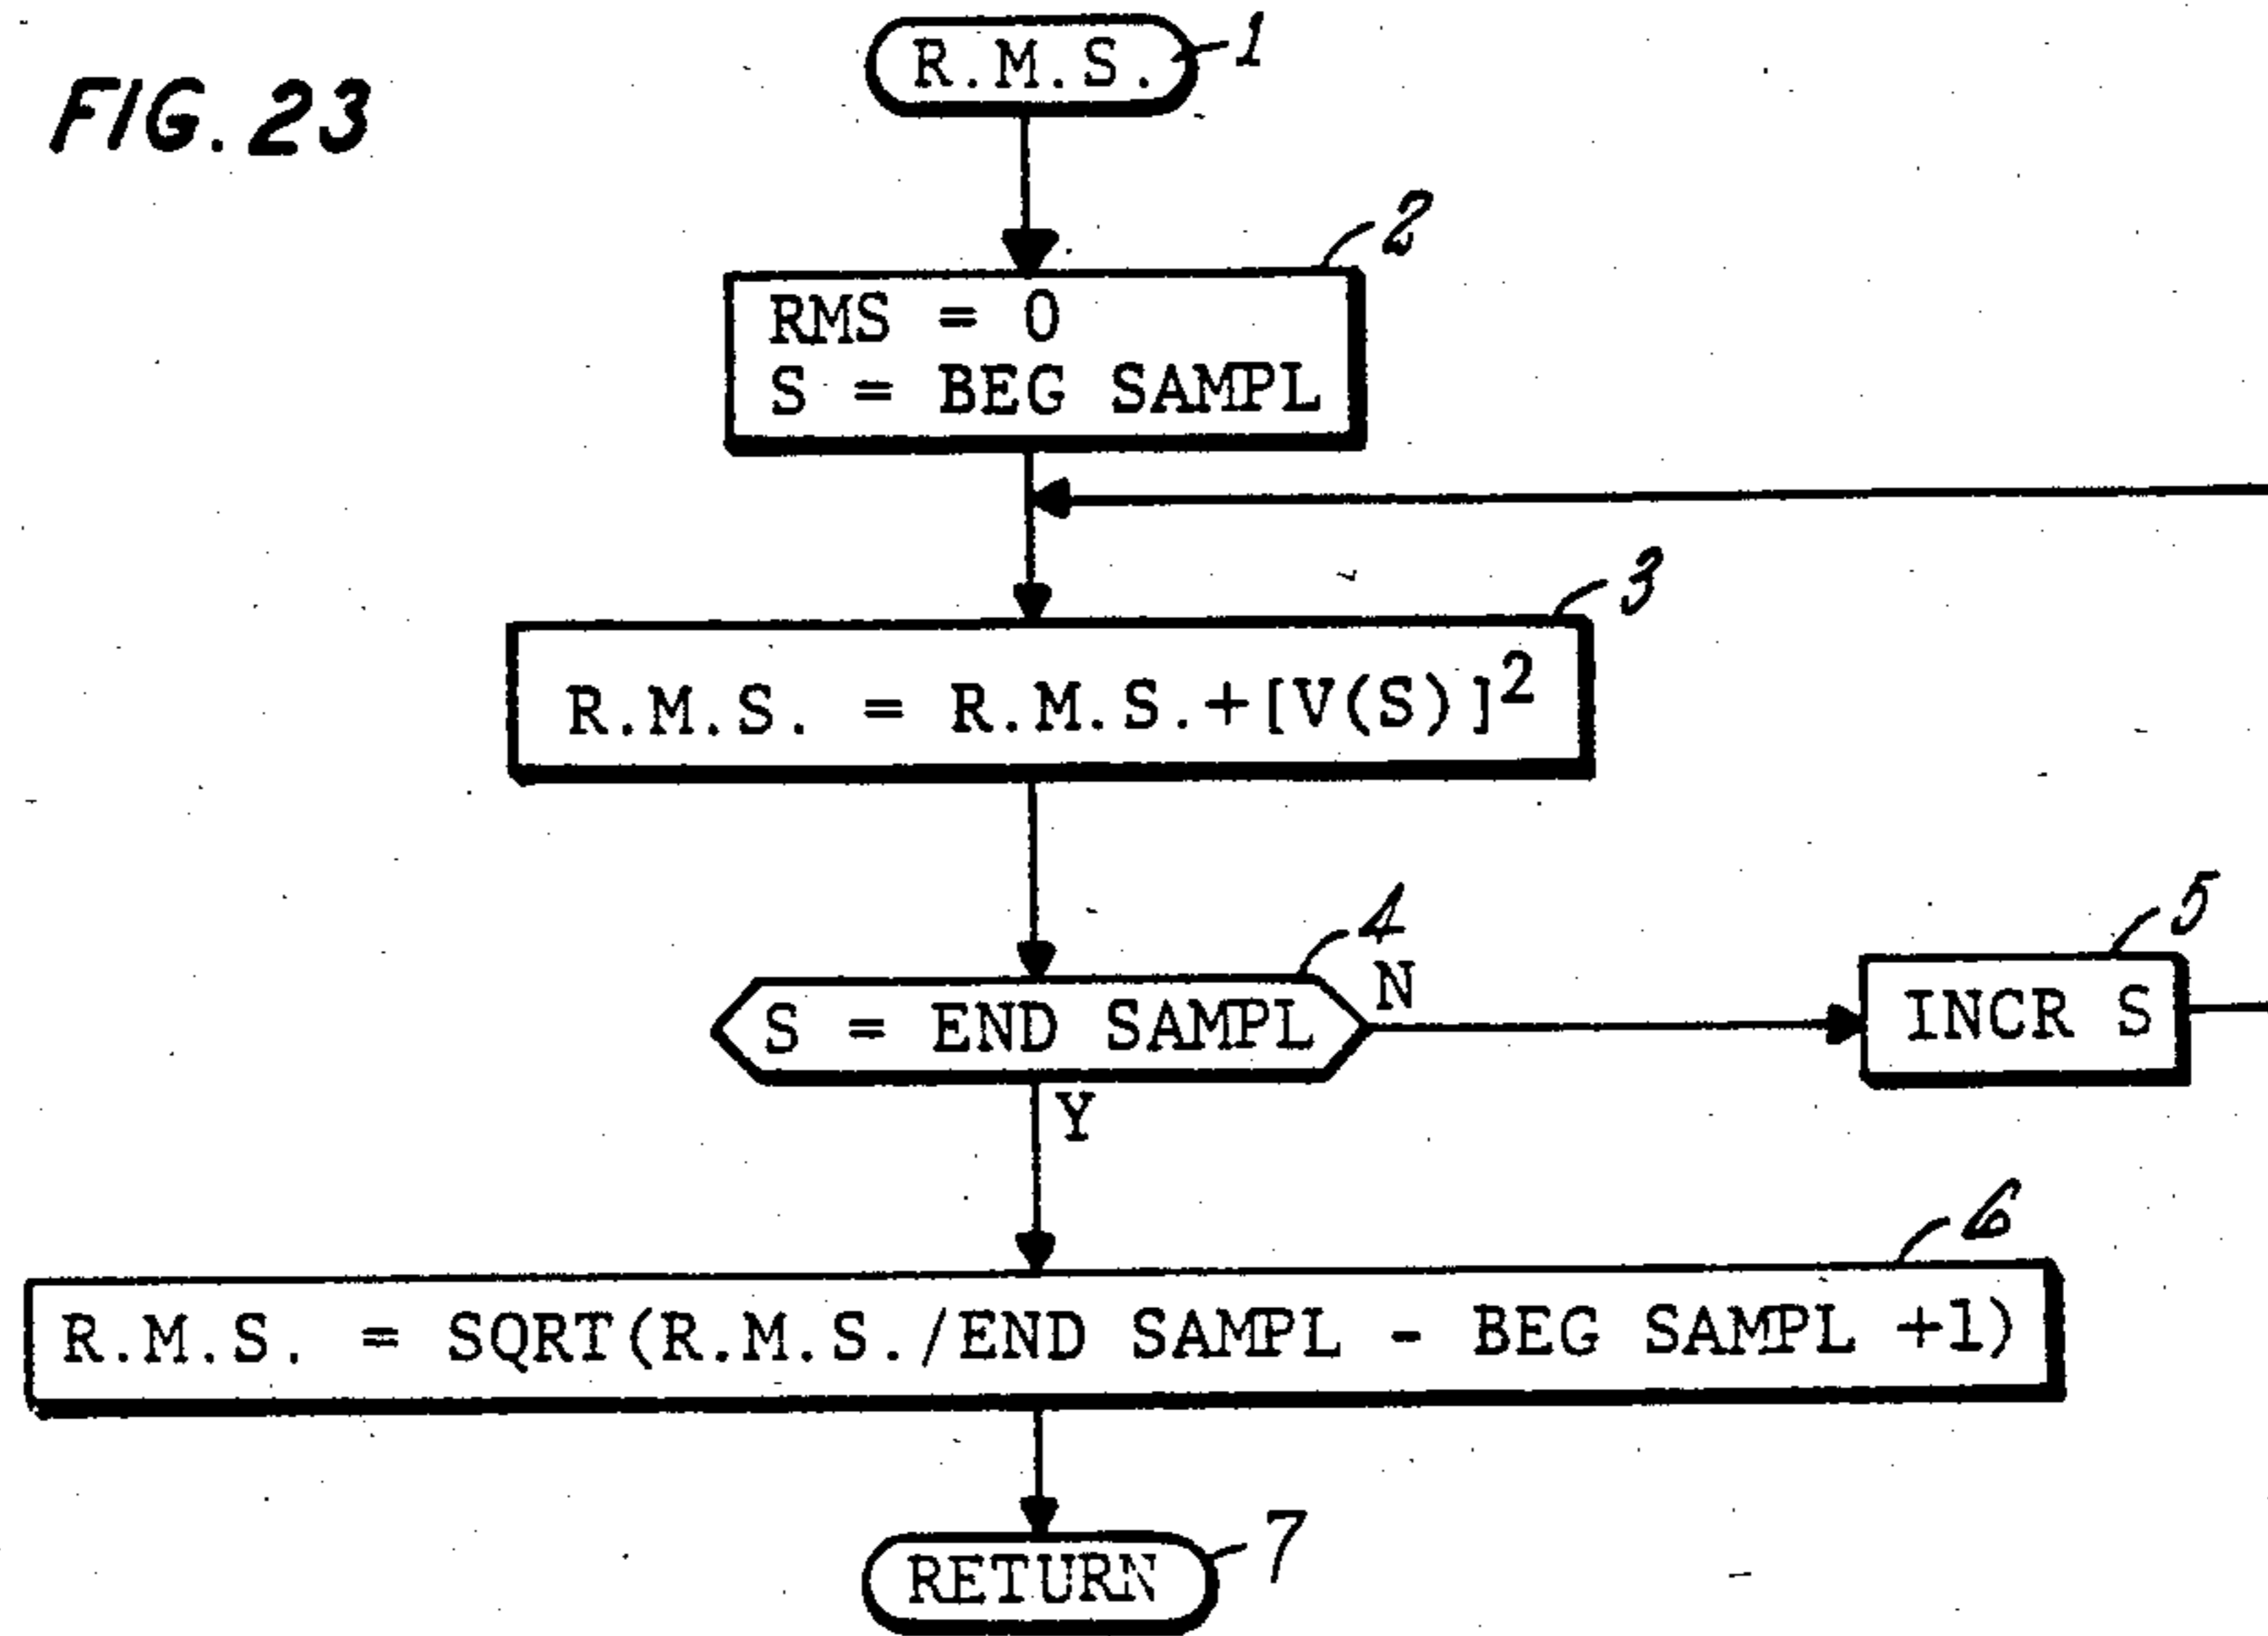 FIG. 23
R.M.S.
1
2
RMS = 0
S = BEG SAMPL
3
R.M.S. = R.M.S.+[V(S)]²
4
S = END SAMPL
N
5
INCR S
Y
6
R.M.S. = SQRT(R.M.S./END SAMPL - BEG SAMPL +1)
RETURN
7